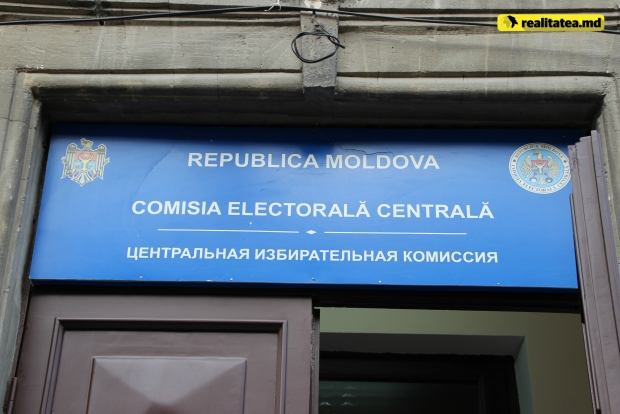 realitatea.md
REPUBLICA MOLDOVA
COMISIA ELECTORALĂ CENTRALĂ
ЦЕНТРАЛЬНАЯ ИЗБИРАТЕЛЬНАЯ КОМИССИЯ